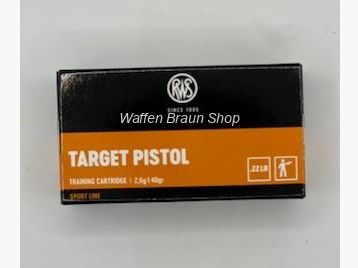 RWS
SINCE 1886
Waffen Braun Shop
TARGET PISTOL
TRAINING CARTRIDGE | 2,6g | 40gr
.22 LR
SPORT LINE